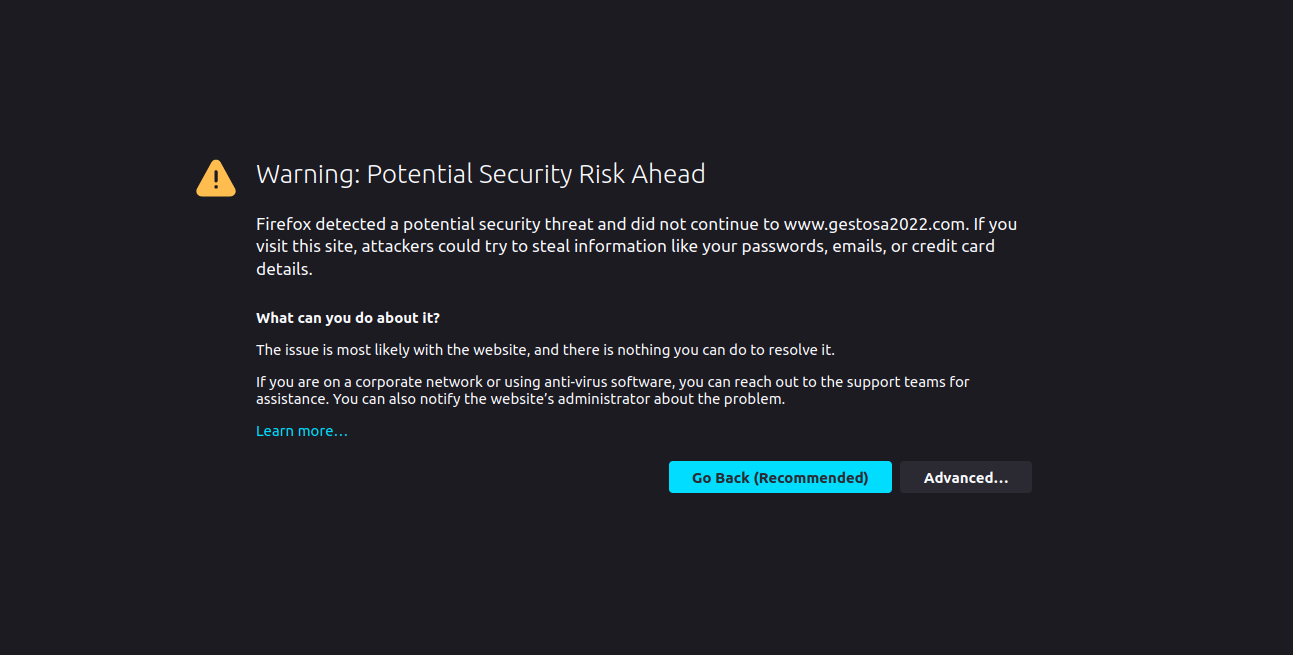 Warning: Potential Security Risk Ahead
Firefox detected a potential security threat and did not continue to www.gestosa2022.com. If you
visit this site, attackers could try to steal information like your passwords, emails, or credit card
details.
What can you do about it?
The issue is most likely with the website, and there is nothing you can do to resolve it.
If you are on a corporate network or using anti-virus software, you can reach out to the support teams for
assistance. You can also notify the website’s administrator about the problem.
Learn more…
Go Back (Recommended)
Advanced…